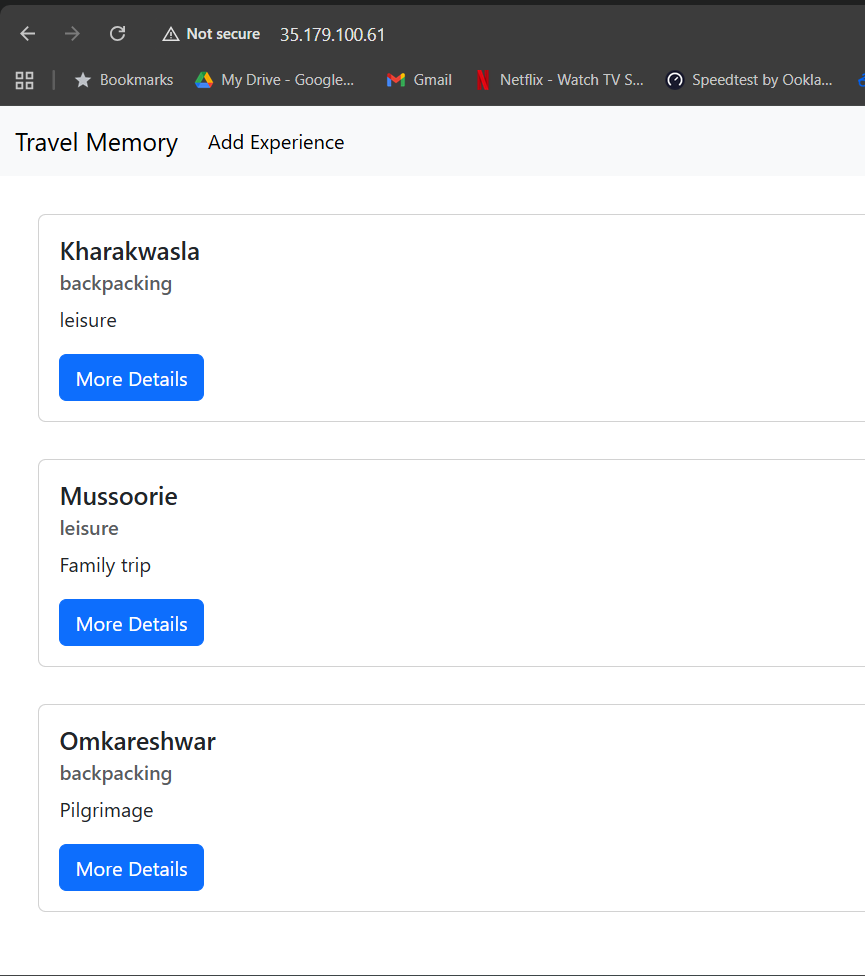 Not secure 35.179.100.61
Bookmarks My Drive - Google... Gmail Netflix - Watch TV S... Speedtest by Ookla...
Travel Memory Add Experience
Kharakwasla
backpacking
leisure
More Details
Mussoorie
leisure
Family trip
More Details
Omkareshwar
backpacking
Pilgrimage
More Details